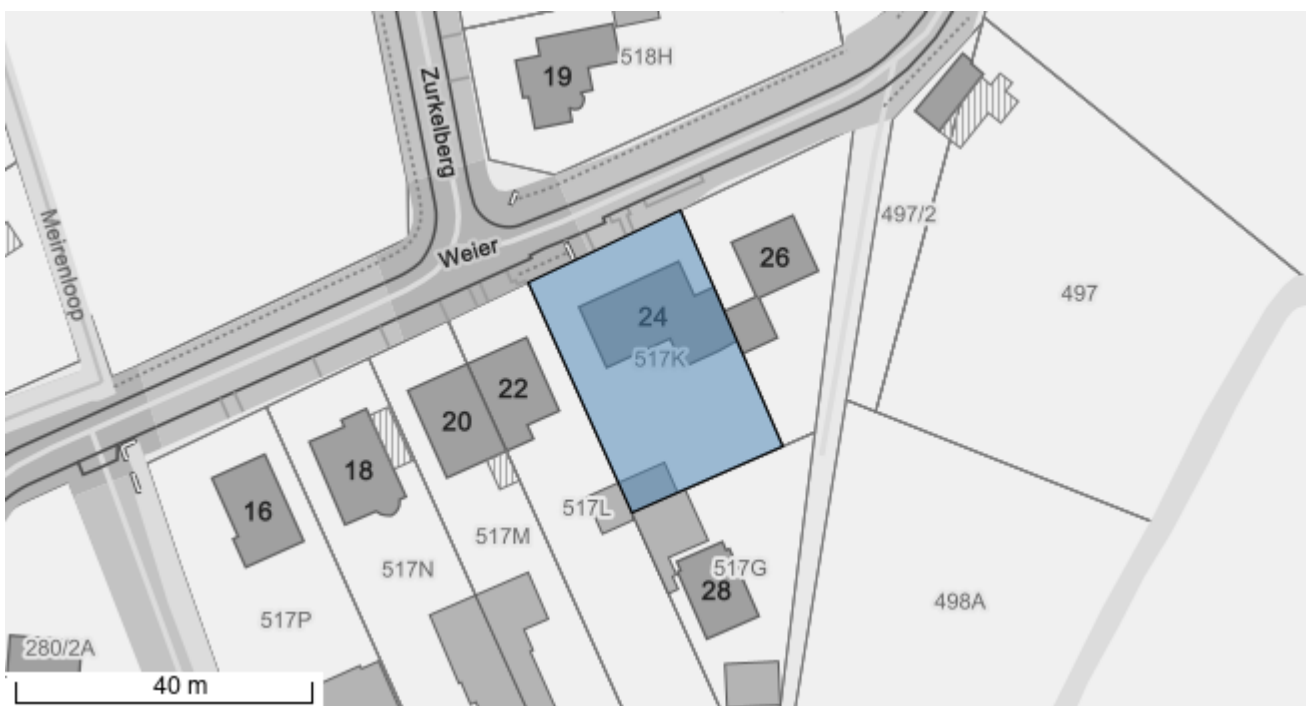 19
518H
Zurkelberg
Meirenloop
Weier
497/2
26
497
24
517K
22
20
18
16
517L
517M
517N
517G
28
498A
517P
280/2A
40 m